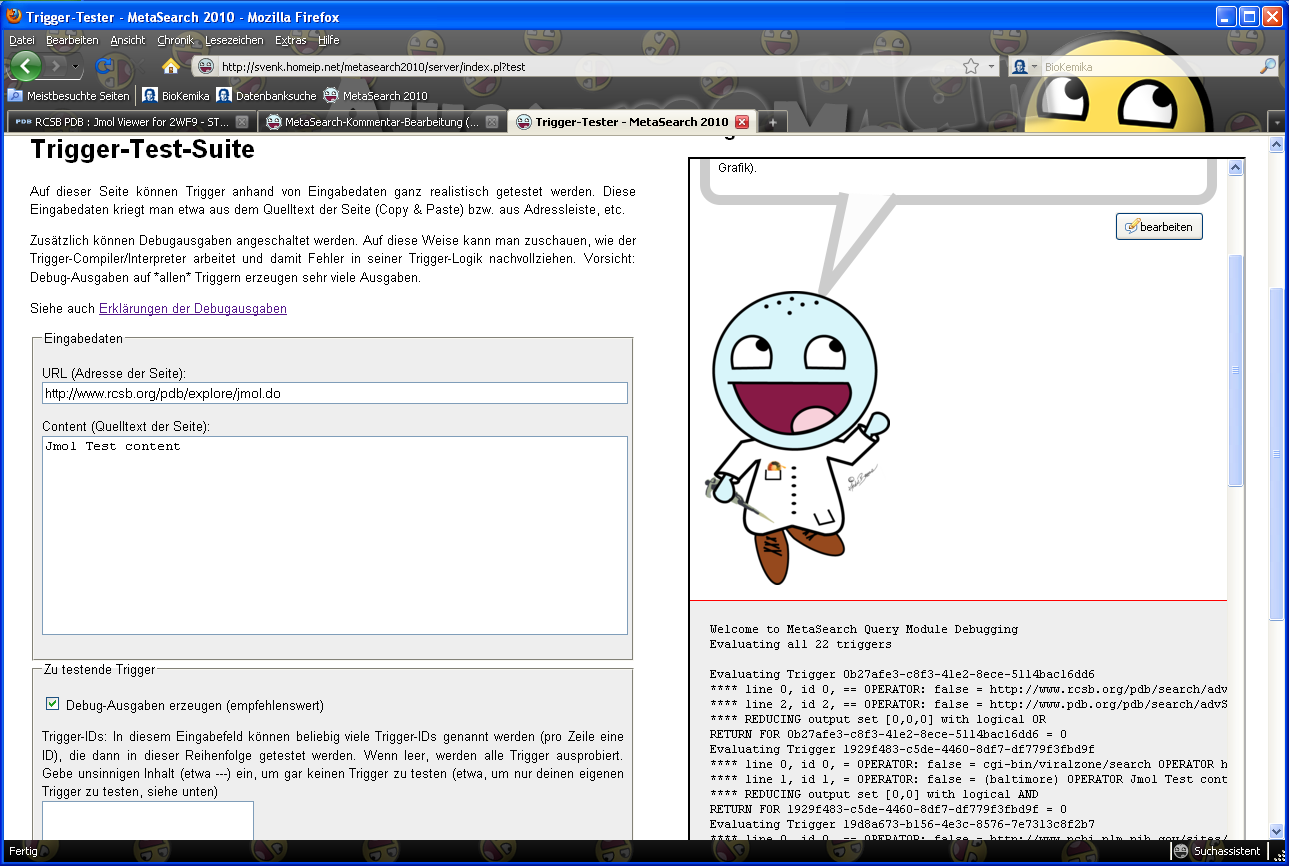 Trigger-Tester - MetaSearch 2010 - Mozilla Firefox
Datei Bearbeiten Ansicht Chronik Lesezeichen Extras Hilfe
http://svenk.homeip.net/metasearch2010/server/index.pl?test
BioKemika
Meistbesuchte Seiten BioKemika Datenbanksuche MetaSearch 2010
PDB RCSB PDB : Jmol Viewer for 2WF9 - ST...
MetaSearch-Kommentar-Bearbeitung (...
Trigger-Tester - MetaSearch 2010
Trigger-Test-Suite
Auf dieser Seite können Trigger anhand von Eingabedaten ganz realistisch getestet werden. Diese
Eingabedaten kriegt man etwa aus dem Quelltext der Seite (Copy & Paste) bzw. aus Adressleiste, etc.
Zusätzlich können Debugausgaben angeschaltet werden. Auf diese Weise kann man zuschauen, wie der
Trigger-Compiler/Interpreter arbeitet und damit Fehler in seiner Trigger-Logik nachvollziehen. Vorsicht:
Debug-Ausgaben auf *allen* Triggern erzeugen sehr viele Ausgaben.
Siehe auch Erklärungen der Debugausgaben
Eingabedaten
URL (Adresse der Seite):
http://www.rcsb.org/pdb/explore/jmol.do
Content (Quelltext der Seite):
Jmol Test content
Zu testende Trigger
Debug-Ausgaben erzeugen (empfehlenswert)
Trigger-IDs: In diesem Eingabefeld können beliebig viele Trigger-IDs genannt werden (pro Zeile eine
ID), die dann in dieser Reihenfolge getestet werden. Wenn leer, werden alle Trigger ausprobiert.
Gebe unsinnigen Inhalt (etwa ---) ein, um gar keinen Trigger zu testen (etwa, um nur deinen eigenen
Trigger zu testen, siehe unten)
Grafik).
bearbeiten
Welcome to MetaSearch Query Module Debugging
Evaluating all 22 triggers
Evaluating Trigger 0b27afe3-c8f3-41e2-8ece-5114bac16dd6
**** line 0, id 0, == OPERATOR: false = http://www.rcsb.org/pdb/search/adv
**** line 2, id 2, == OPERATOR: false = http://www.pdb.org/pdb/search/advS
**** REDUCING output set [0,0,0] with logical OR
RETURN FOR 0b27afe3-c8f3-41e2-8ece-5114bac16dd6 = 0
Evaluating Trigger 1929f483-c5de-4460-8df7-df779f3fbd9f
**** line 0, id 0, = OPERATOR: false = cgi-bin/viralzone/search OPERATOR h
**** line 1, id 1, = OPERATOR: false = (baltimore) OPERATOR Jmol Test cont
**** REDUCING output set [0,0] with logical AND
RETURN FOR 1929f483-c5de-4460-8df7-df779f3fbd9f = 0
Evaluating Trigger 19d8a673-b156-4e3c-8576-7e7313c8f2b7
**** line 0, id 0, == OPERATOR: false = http://www.ncbi.nlm.nih.gov/sites/
Fertig
Suchassistent